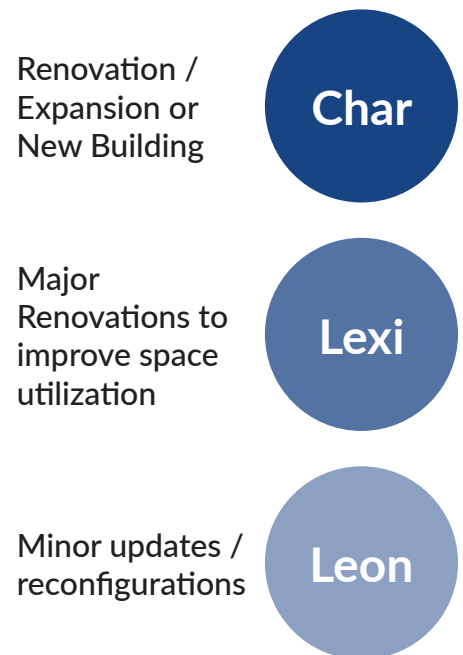 Renovation /
Expansion or
New Building
Char
Major
Renovations to
improve space
utilization
Lexi
Minor updates /
reconfigurations
Leon